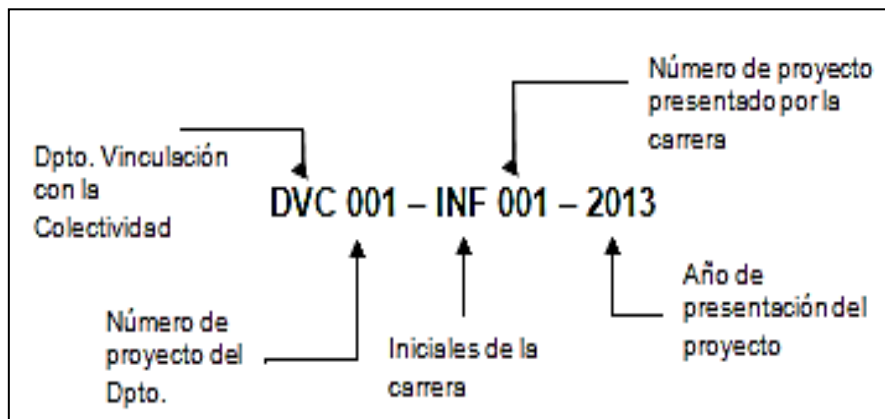 Número de proyecto
presentado por la
carrera
Dpto. Vinculación
con la
Colectividad
DVC 001 – INF 001 – 2013
Número de
proyecto del
Dpto.
Iniciales de la
carrera
Año de
presentación del
proyecto